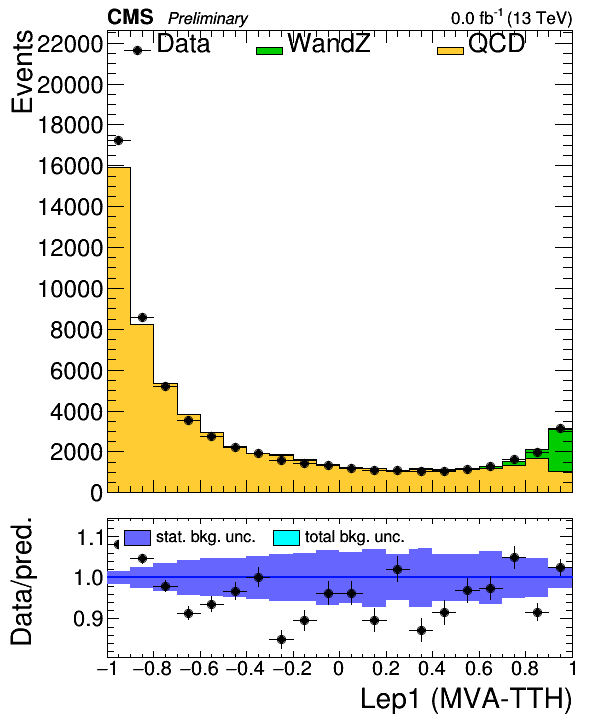 CMS Preliminary 0.0 fb⁻¹ (13 TeV)
Events
Data WandZ QCD
22000
20000
18000
16000
14000
12000
10000
8000
6000
4000
2000
0
Data/pred.
stat. bkg. unc. total bkg. unc.
1.1
1.0
0.9
−1 −0.8 −0.6 −0.4 −0.2 0 0.2 0.4 0.6 0.8 1
Lep1 (MVA-TTH)